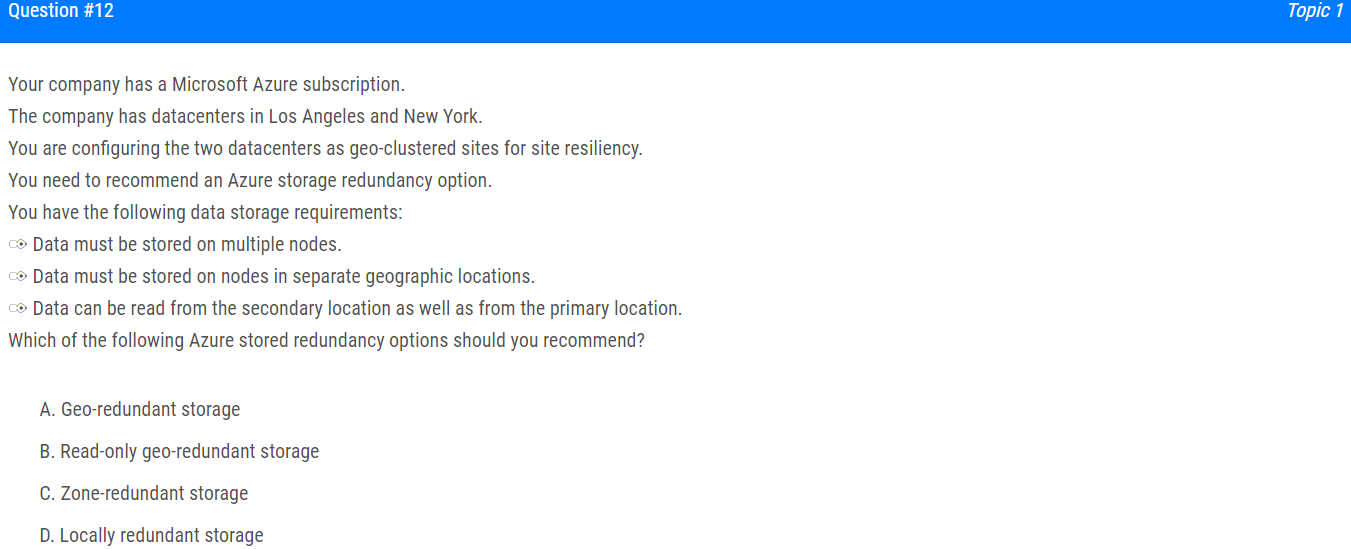 Question #12
Topic 1
Your company has a Microsoft Azure subscription.
The company has datacenters in Los Angeles and New York.
You are configuring the two datacenters as geo-clustered sites for site resiliency.
You need to recommend an Azure storage redundancy option.
You have the following data storage requirements:
Data must be stored on multiple nodes.
Data must be stored on nodes in separate geographic locations.
Data can be read from the secondary location as well as from the primary location.
Which of the following Azure stored redundancy options should you recommend?
A. Geo-redundant storage
B. Read-only geo-redundant storage
C. Zone-redundant storage
D. Locally redundant storage